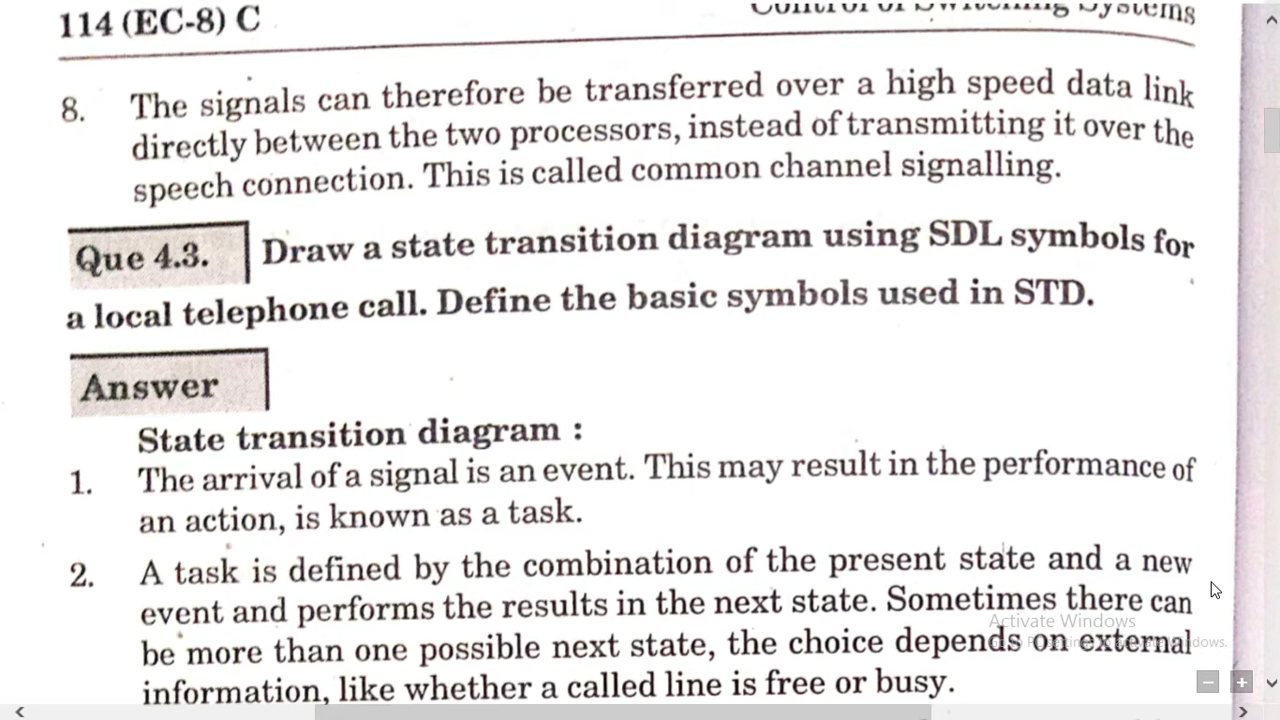 114 (EC-8) C
Control of Switching Systems
8. The signals can therefore be transferred over a high speed data link
directly between the two processors, instead of transmitting it over the
speech connection. This is called common channel signalling.
Que 4.3. Draw a state transition diagram using SDL symbols for
a local telephone call. Define the basic symbols used in STD.
Answer
State transition diagram :
1. The arrival of a signal is an event. This may result in the performance of
an action, is known as a task.
2. A task is defined by the combination of the present state and a new
event and performs the results in the next state. Sometimes there can
Activate Windows
be more than one possible next state, the choice depends on external
information, like whether a called line is free or busy.